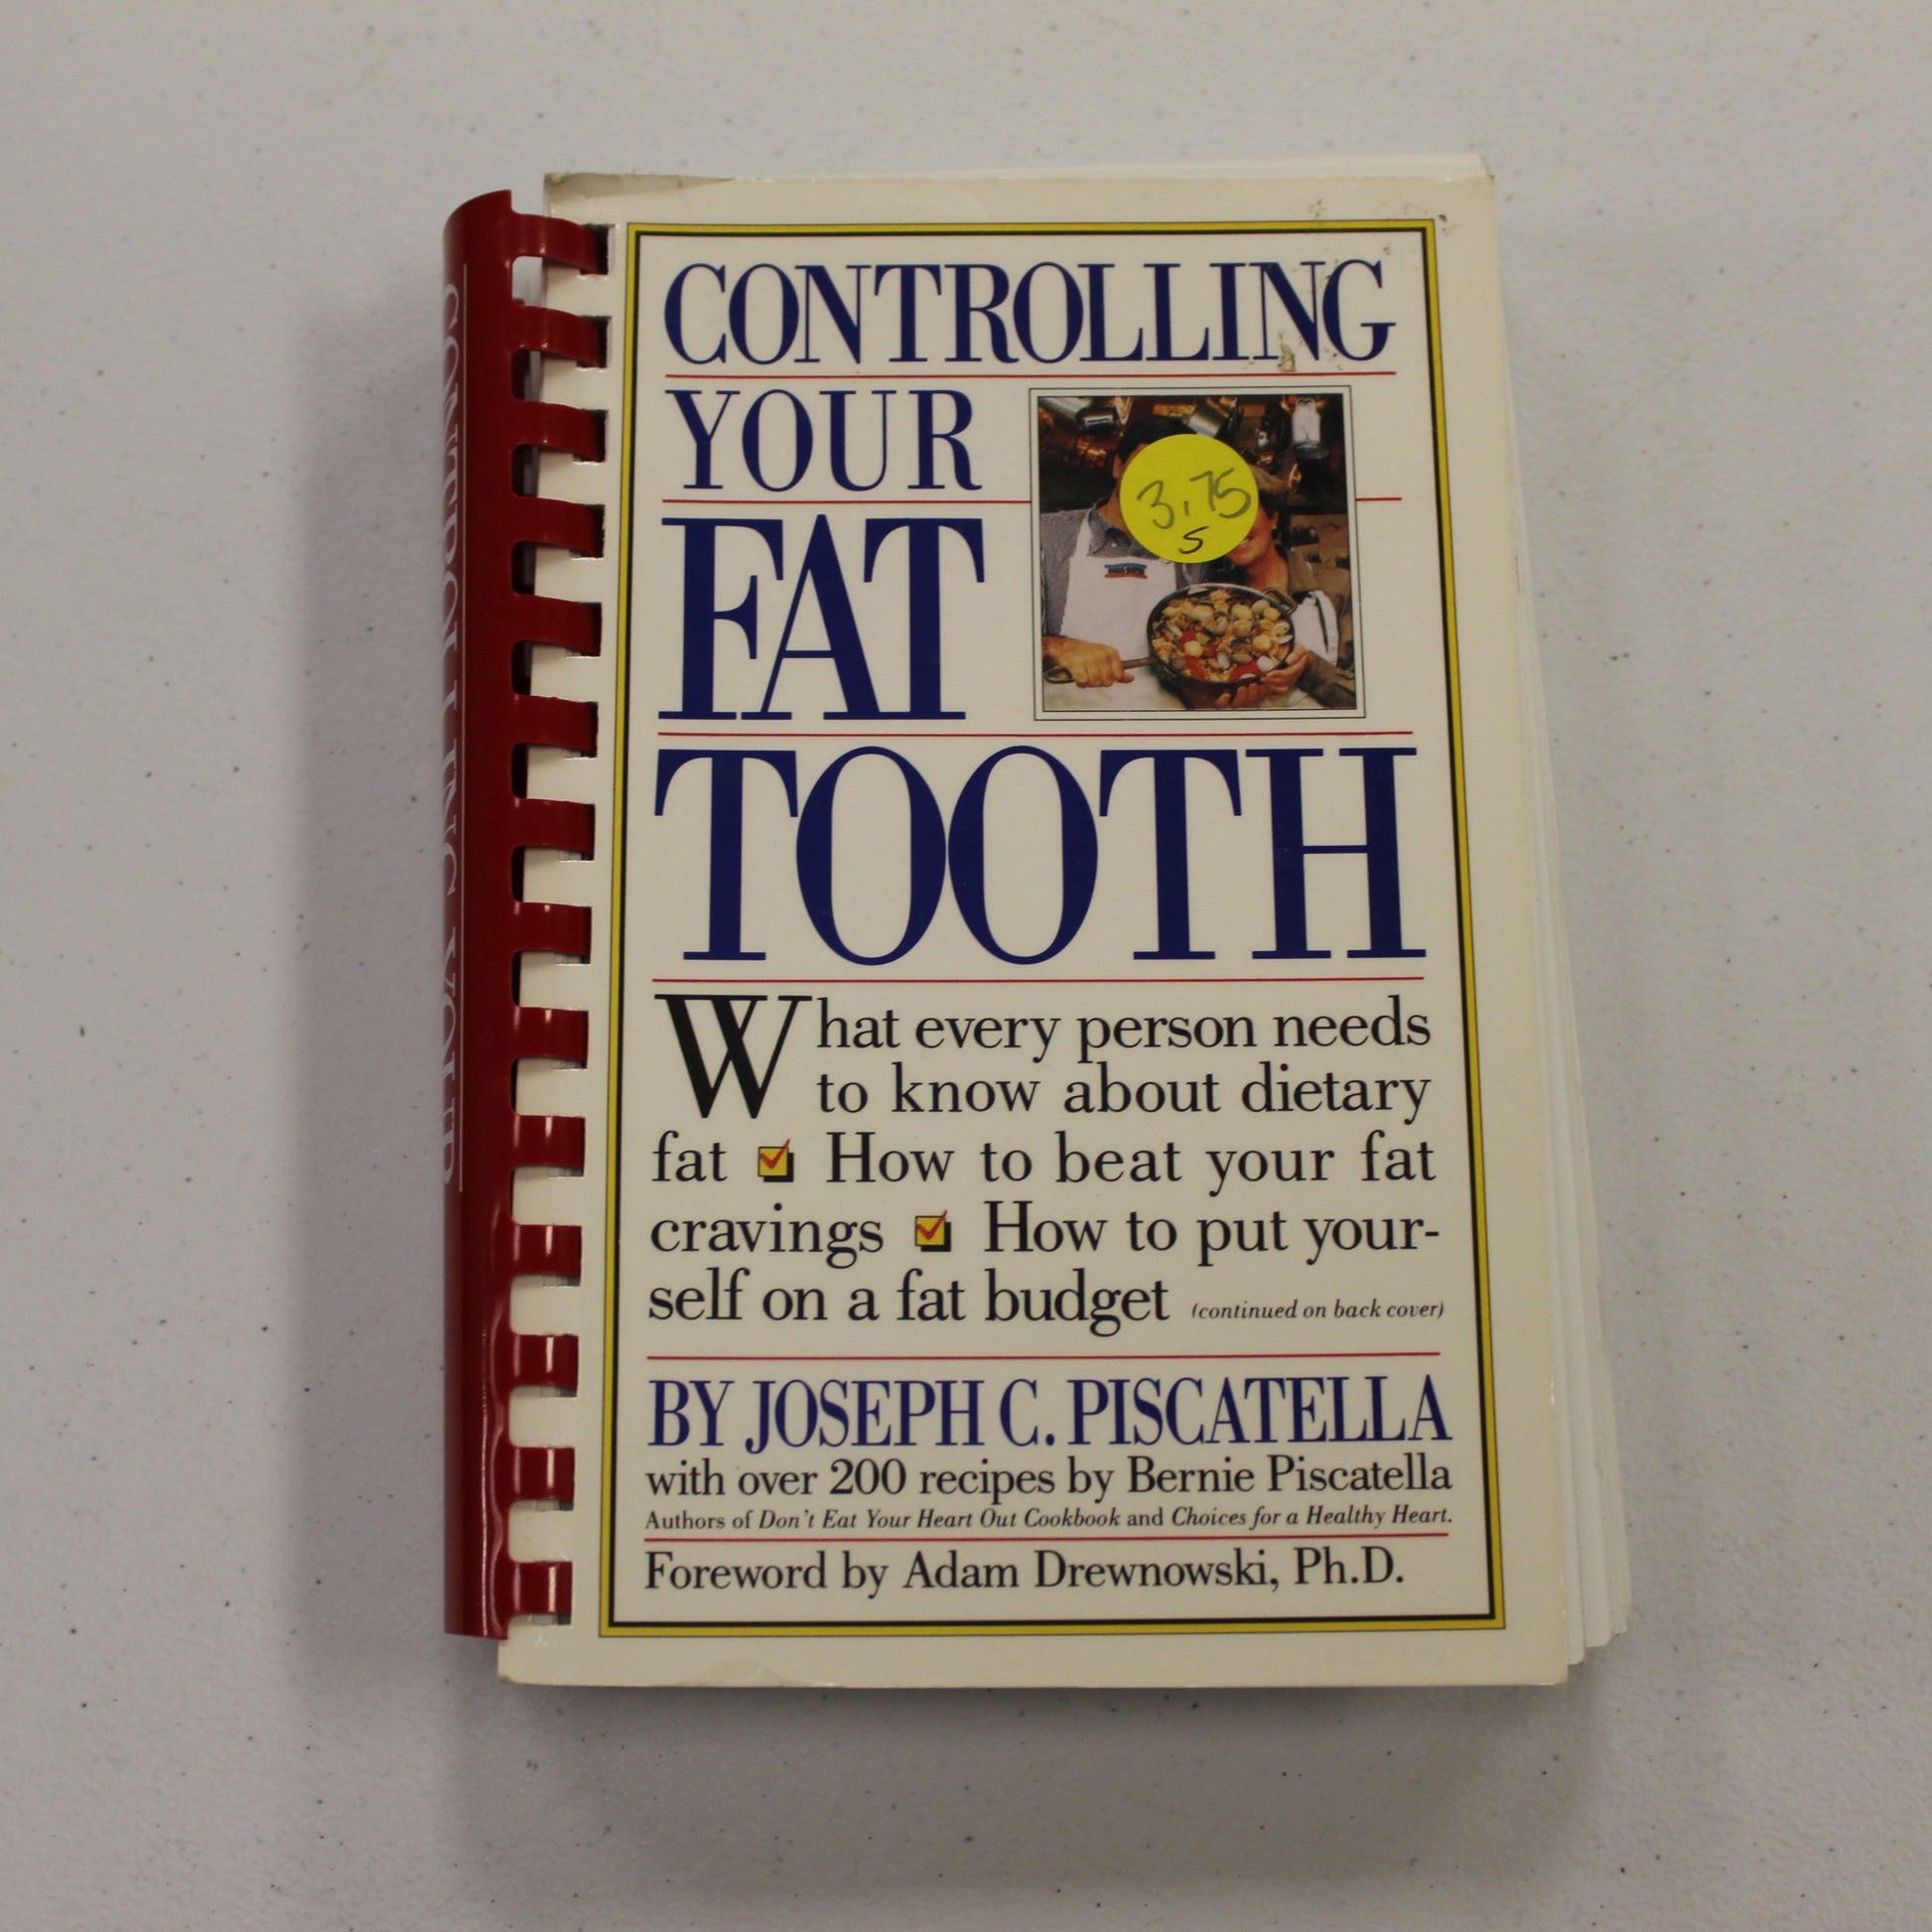 CONTROLLING YOUR
CONTROLLING
YOUR
FAT
TOOTH
3.75
S
What every person needs
to know about dietary
fat How to beat your fat
cravings How to put your-
self on a fat budget (continued on back cover)
BY JOSEPH C. PISCATELLA
with over 200 recipes by Bernie Piscatella
Authors of Don't Eat Your Heart Out Cookbook and Choices for a Healthy Heart.
Foreword by Adam Drewnowski, Ph.D.